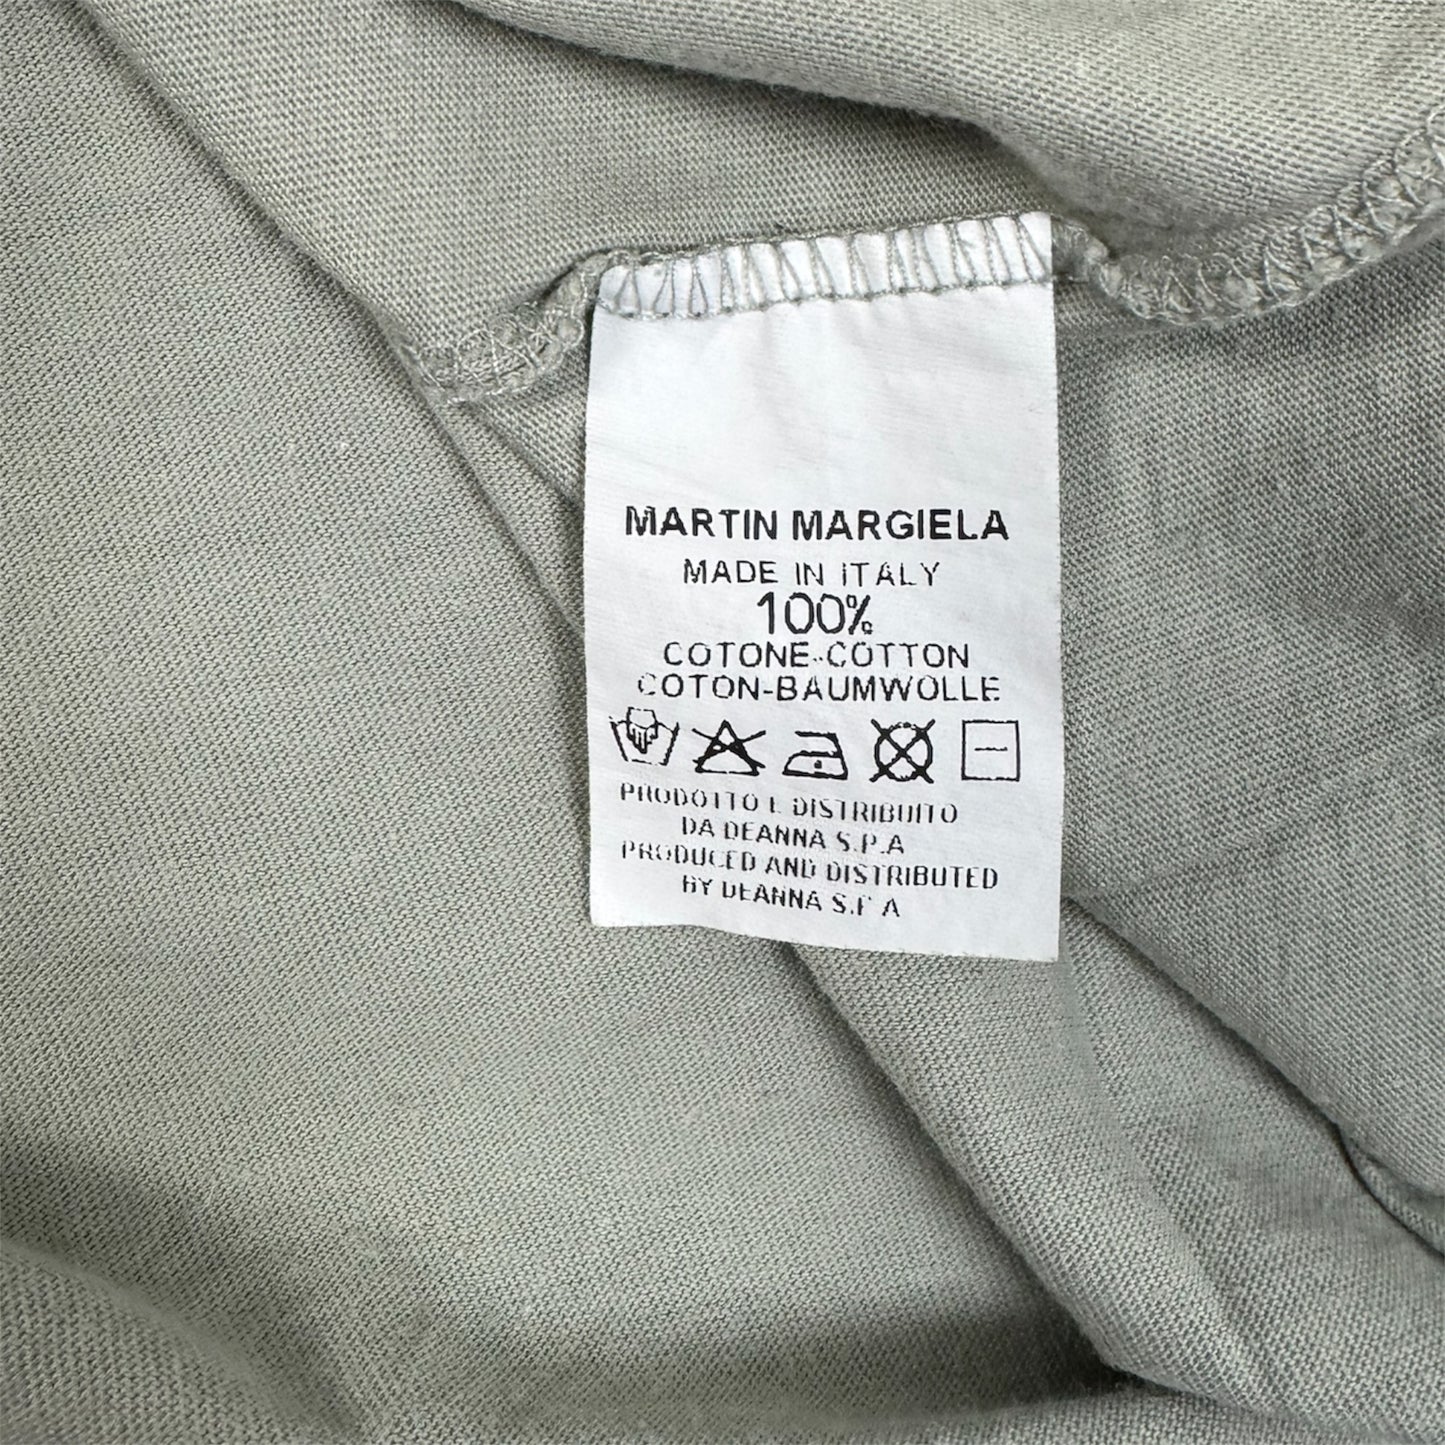 MARTIN MARGIELA
MADE IN ITALY
100%
COTONE-COTTON
COTON-BAUMWOLLE
PRODOTTO E DISTRIBUITO
DA DEANNA S.P.A
PRODUCED AND DISTRIBUTED
BY DEANNA S.P.A